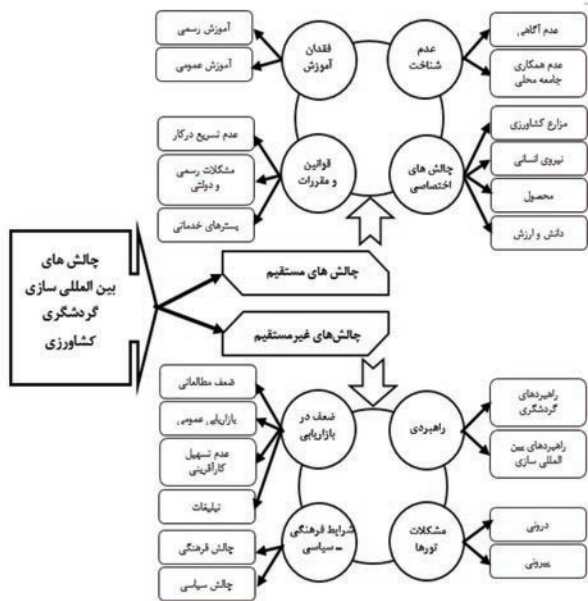 عدم آگاهی
عدم همکاری
جامعه محلی
مزارع کشاورزی
نیروی انسانی
محصول
دانش و ارزش
عدم
شناخت
چالش های
اختصاصی
فقدان
آموزش
قوانین
و مقررات
آموزش رسمی
آموزش عمومی
عدم تسریع درکار
مشکلات رسمی
و دولتی
بسترهای خدماتی
چالش های
بین المللی سازی
گردشگری
کشاورزی
چالش های مستقیم
چالش‌های غیرمستقیم
راهبردهای
گردشگری
راهبردهای بین
المللی سازی
درونی
بیرونی
راهبردی
مشکلات
تورها
ضعف در
بازاریابی
شرایط فرهنگی
ـ سیاسی
ضعف مطالعاتی
بازاریابی عمومی
عدم تسهیل
کارآفرینی
تبلیغات
چالش فرهنگی
چالش سیاسی